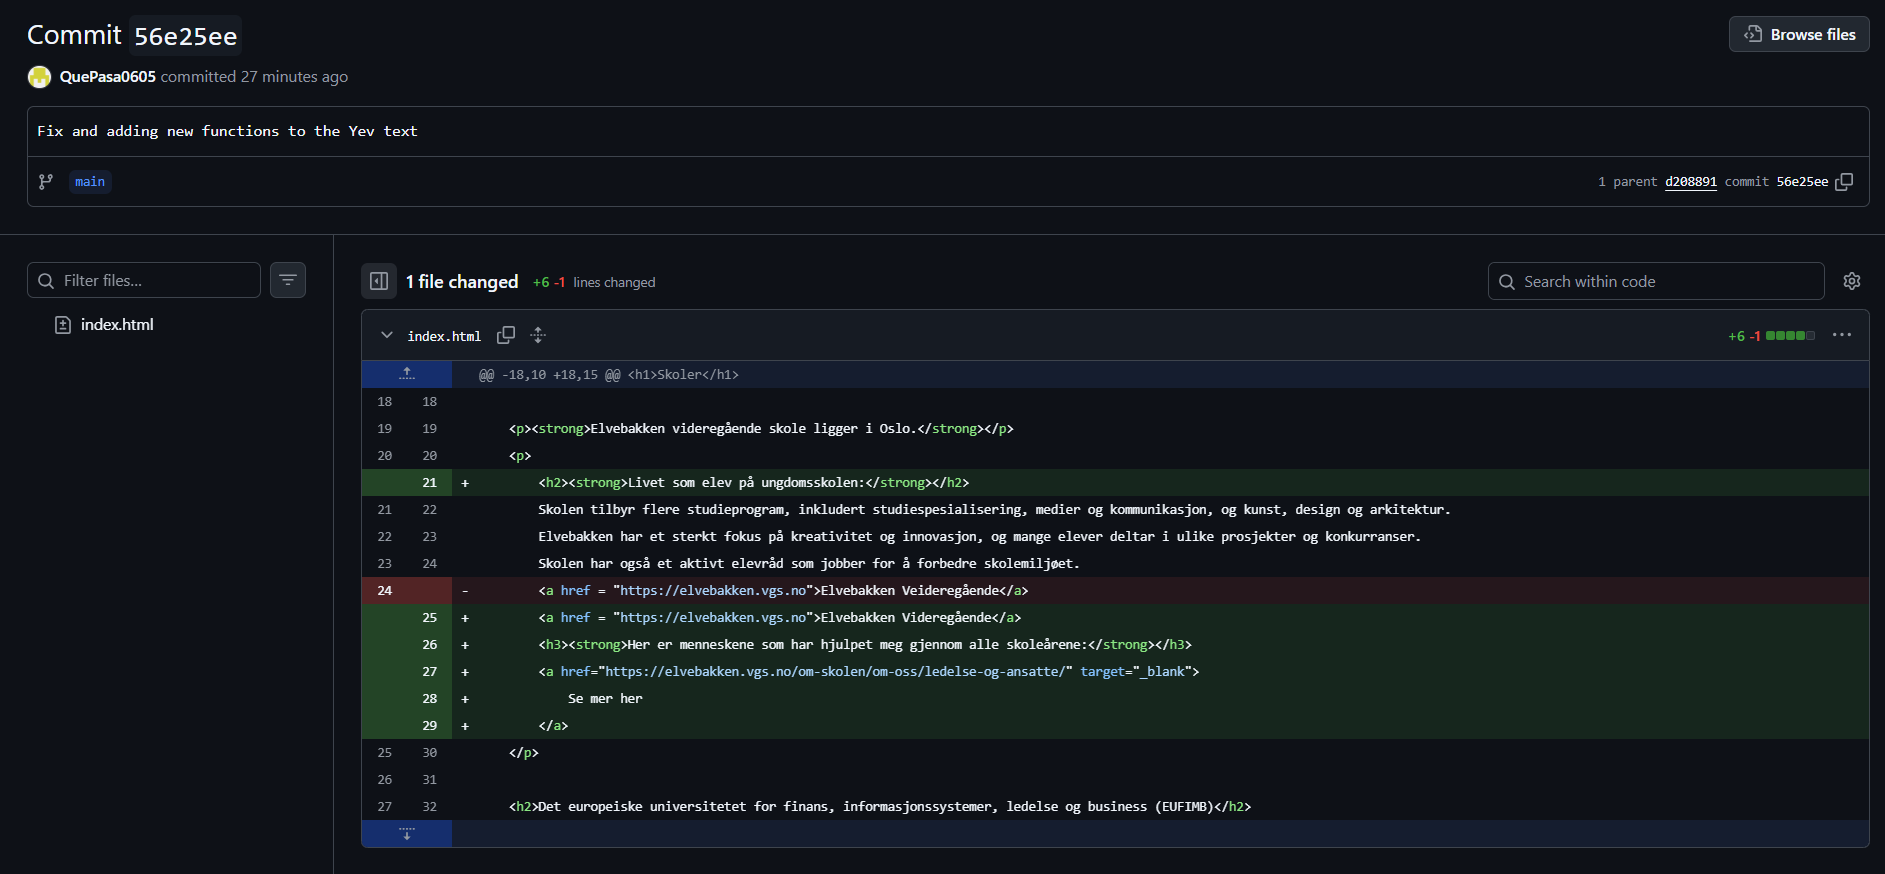 Commit 56e25ee
Browse files
QuePasa0605 committed 27 minutes ago
Fix and adding new functions to the Yev text
main
1 parent d208891 commit 56e25ee
Filter files...
1 file changed +6 -1 lines changed
Search within code
index.html
index.html
+6 -1
@@ -18,10 +18,15 @@ <h1>Skoler</h1>
18 18
19 19 <p><strong>Elvebakken videregående skole ligger i Oslo.</strong></p>
20 20 <p>
21 + <h2><strong>Livet som elev på ungdomsskolen:</strong></h2>
21 22 Skolen tilbyr flere studieprogram, inkludert studiespesialisering, medier og kommunikasjon, og kunst, design og arkitektur.
22 23 Elvebakken har et sterkt fokus på kreativitet og innovasjon, og mange elever deltar i ulike prosjekter og konkurranser.
23 24 Skolen har også et aktivt elevråd som jobber for å forbedre skolemiljøet.
24 - <a href = "https://elvebakken.vgs.no">Elvebakken Veideregående</a>
25 + <a href = "https://elvebakken.vgs.no">Elvebakken Videregående</a>
26 + <h3><strong>Her er menneskene som har hjulpet meg gjennom alle skoleårene:</strong></h3>
27 + <a href="https://elvebakken.vgs.no/om-skolen/om-oss/ledelse-og-ansatte/" target="_blank">
28 + Se mer her
29 + </a>
25 30 </p>
26 31
27 32 <h2>Det europeiske universitetet for finans, informasjonssystemer, ledelse og business (EUFIMB)</h2>